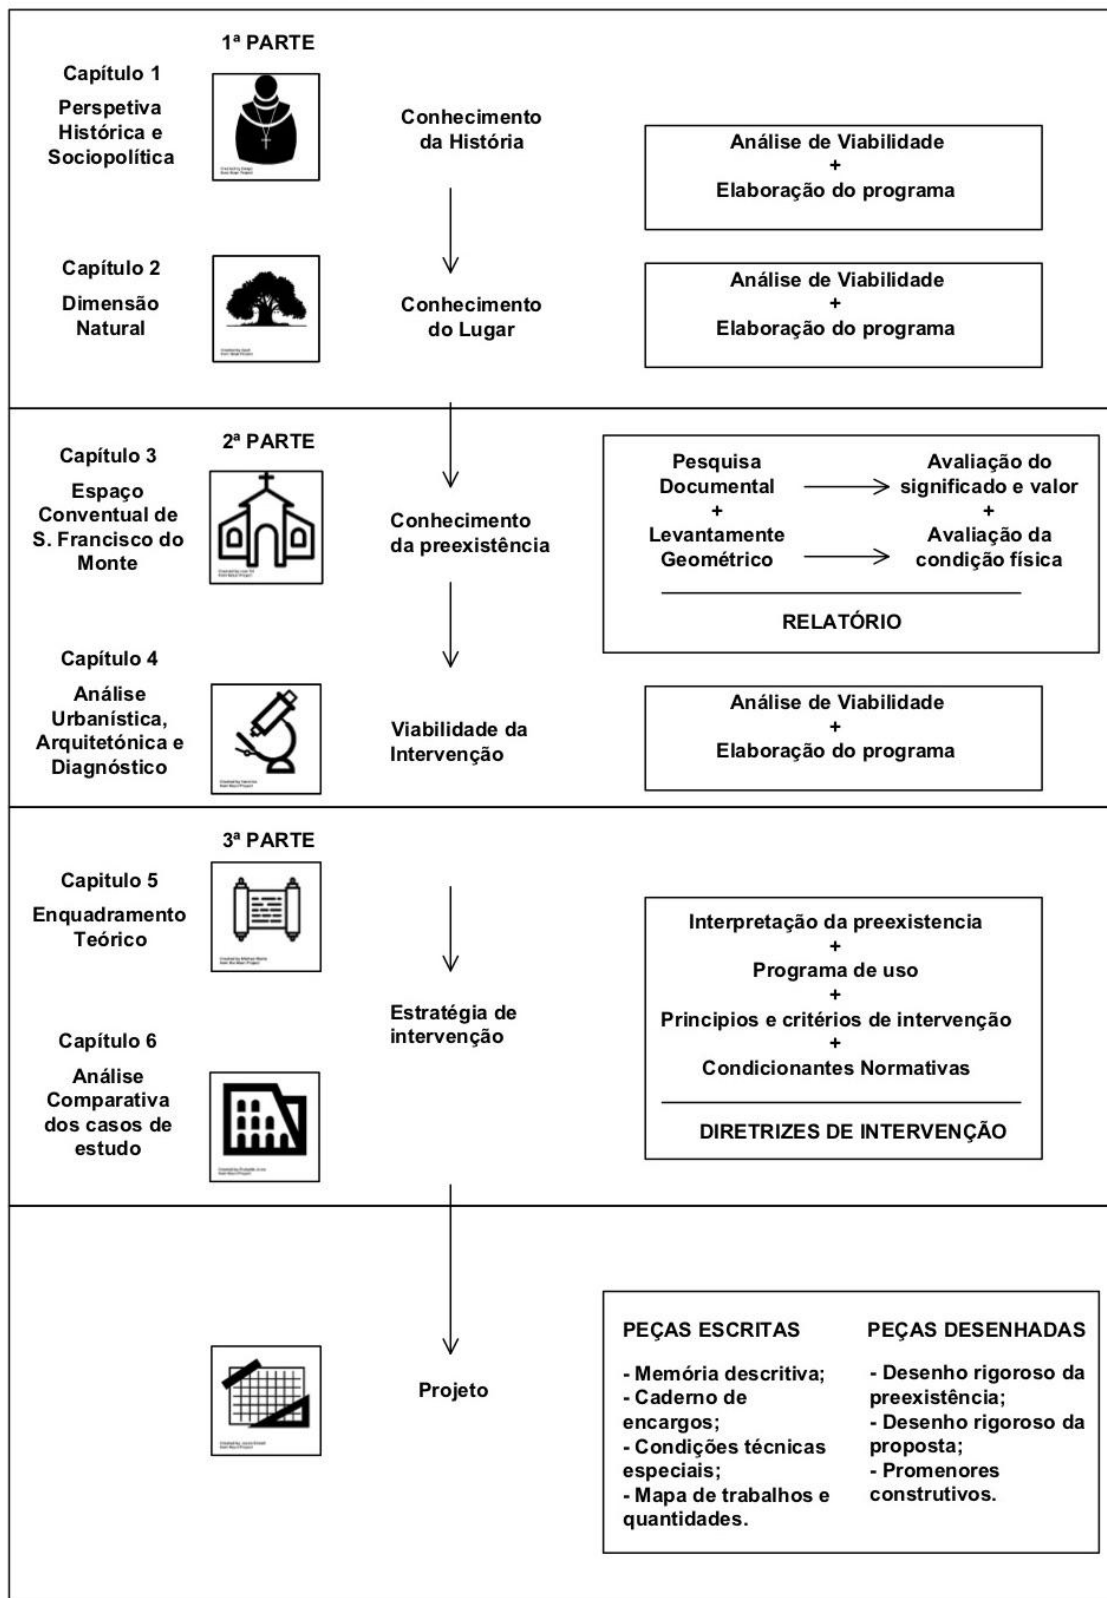 1ª PARTE
Capítulo 1
Perspetiva
Histórica e
Sociopolítica
Conhecimento
da História
Análise de Viabilidade
+
Elaboração do programa
Capítulo 2
Dimensão
Natural
Conhecimento
do Lugar
Análise de Viabilidade
+
Elaboração do programa
2ª PARTE
Capítulo 3
Espaço
Conventual de
S. Francisco do
Monte
Conhecimento
da preexistência
Pesquisa
Documental
+
Levantamente
Geométrico
Avaliação do
significado e valor
+
Avaliação da
condição física
RELATÓRIO
Capítulo 4
Análise
Urbanística,
Arquitetónica e
Diagnóstico
Viabilidade da
Intervenção
Análise de Viabilidade
+
Elaboração do programa
3ª PARTE
Capitulo 5
Enquadramento
Teórico
Capítulo 6
Análise
Comparativa
dos casos de
estudo
Estratégia de
intervenção
Interpretação da preexistencia
+
Programa de uso
+
Principios e critérios de intervenção
+
Condicionantes Normativas
DIRETRIZES DE INTERVENÇÃO
Projeto
PEÇAS ESCRITAS
- Memória descritiva;
- Caderno de
encargos;
- Condições técnicas
especiais;
- Mapa de trabalhos e
quantidades.
PEÇAS DESENHADAS
- Desenho rigoroso da
preexistência;
- Desenho rigoroso da
proposta;
- Promenores
construtivos.